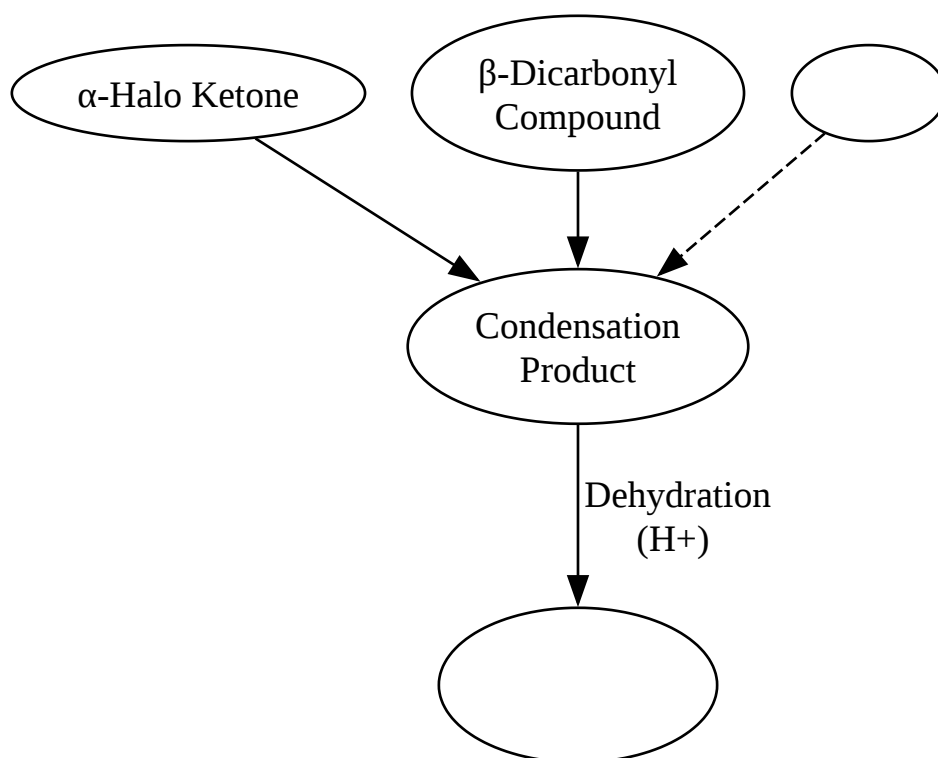 α-Halo Ketone
β-Dicarbonyl
Compound
Condensation
Product
Dehydration
(H+)